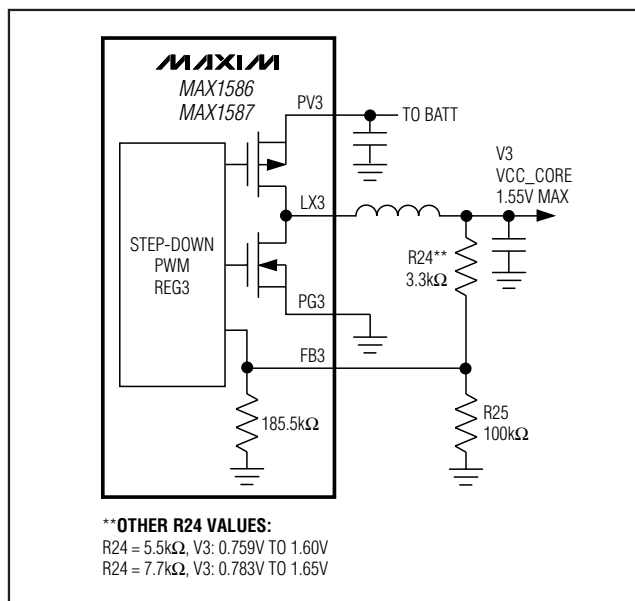 MAXIM
MAX1586
MAX1587
PV3
TO BATT
V3
VCC_CORE
1.55V MAX
LX3
STEP-DOWN
PWM
REG3
R24**
3.3kΩ
PG3
FB3
185.5kΩ
R25
100kΩ
**OTHER R24 VALUES:
R24 = 5.5kΩ, V3: 0.759V TO 1.60V
R24 = 7.7kΩ, V3: 0.783V TO 1.65V